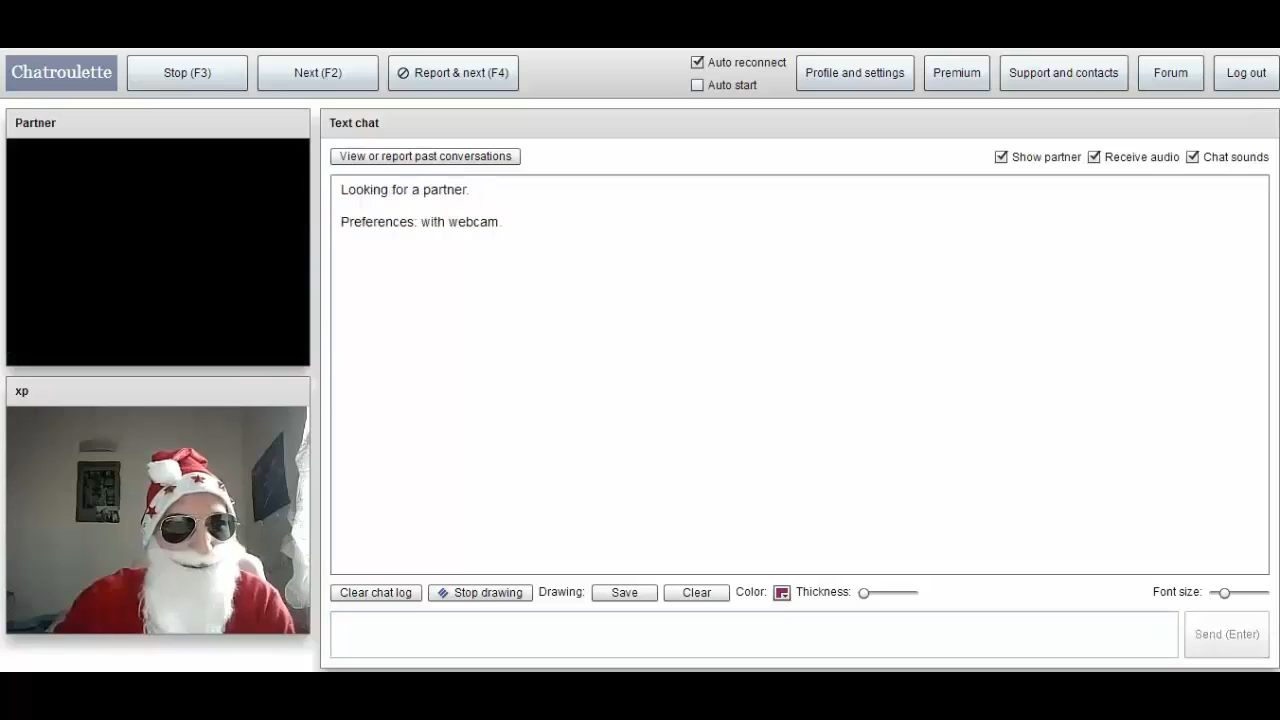 Chatroulette
Stop (F3)
Next (F2)
Report & next (F4)
Auto reconnect
Auto start
Profile and settings
Premium
Support and contacts
Forum
Log out
Partner
Text chat
View or report past conversations
Show partner
Receive audio
Chat sounds
Looking for a partner.
Preferences: with webcam.
xp
Clear chat log
Stop drawing
Drawing:
Save
Clear
Color:
Thickness:
Font size:
Send (Enter)